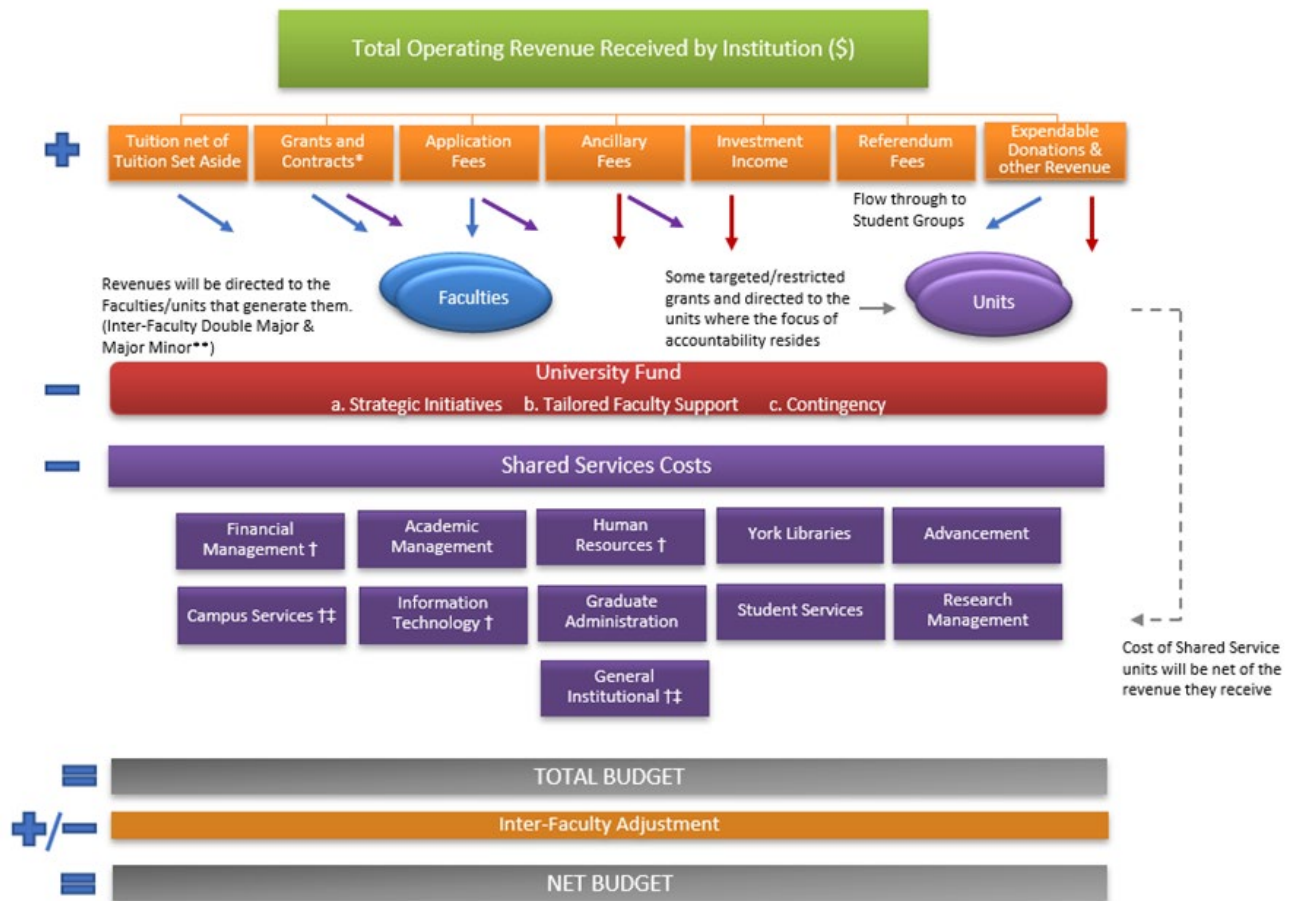 Total Operating Revenue Received by Institution ($)
Tuition net of
Tuition Set Aside
Grants and
Contracts*
Application
Fees
Ancillary
Fees
Investment
Income
Referendum
Fees
Expendable
Donations &
other Revenue
Flow through to
Student Groups
Revenues will be directed to the
Faculties/units that generate them.
(Inter-Faculty Double Major &
Major Minor**)
Faculties
Some targeted/restricted
grants and directed to the
units where the focus of
accountability resides
Units
University Fund
a. Strategic Initiatives b. Tailored Faculty Support c. Contingency
Shared Services Costs
Financial
Management †
Academic
Management
Human
Resources †
York Libraries
Advancement
Campus Services †‡
Information
Technology †
Graduate
Administration
Student Services
Research
Management
General
Institutional †‡
Cost of Shared Service
units will be net of the
revenue they receive
TOTAL BUDGET
Inter-Faculty Adjustment
NET BUDGET